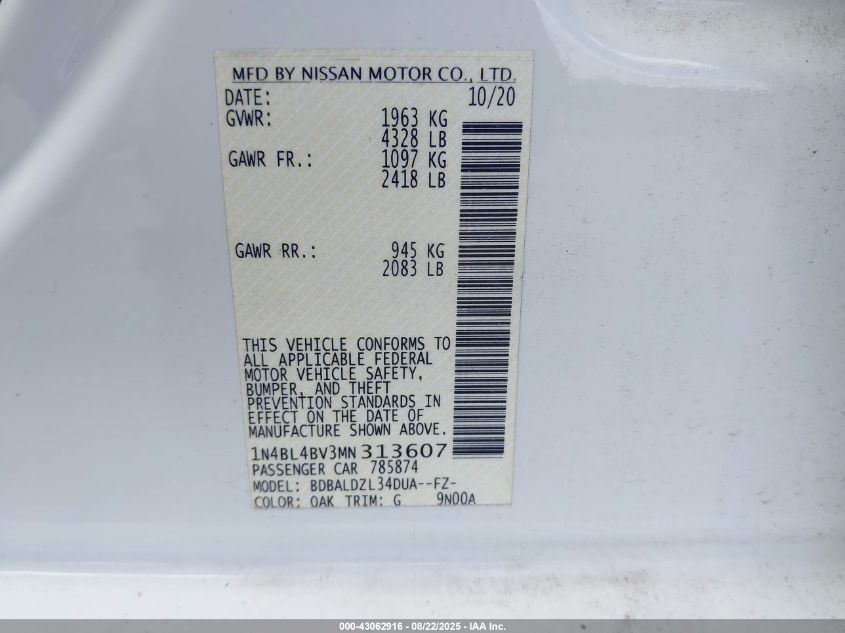 MFD BY NISSAN MOTOR CO., LTD.
DATE: 10/20
GVWR: 1963 KG
4328 LB
GAWR FR.: 1097 KG
2418 LB
GAWR RR.: 945 KG
2083 LB
THIS VEHICLE CONFORMS TO
ALL APPLICABLE FEDERAL
MOTOR VEHICLE SAFETY,
BUMPER, AND THEFT
PREVENTION STANDARDS IN
EFFECT ON THE DATE OF
MANUFACTURE SHOWN ABOVE.
1N4BL4BV3MN313607
PASSENGER CAR 785874
MODEL: BDBALDZL34DUA--FZ-
COLOR: OAK TRIM: G 9N00A
000-43062916 - 08/22/2025 - IAA Inc.